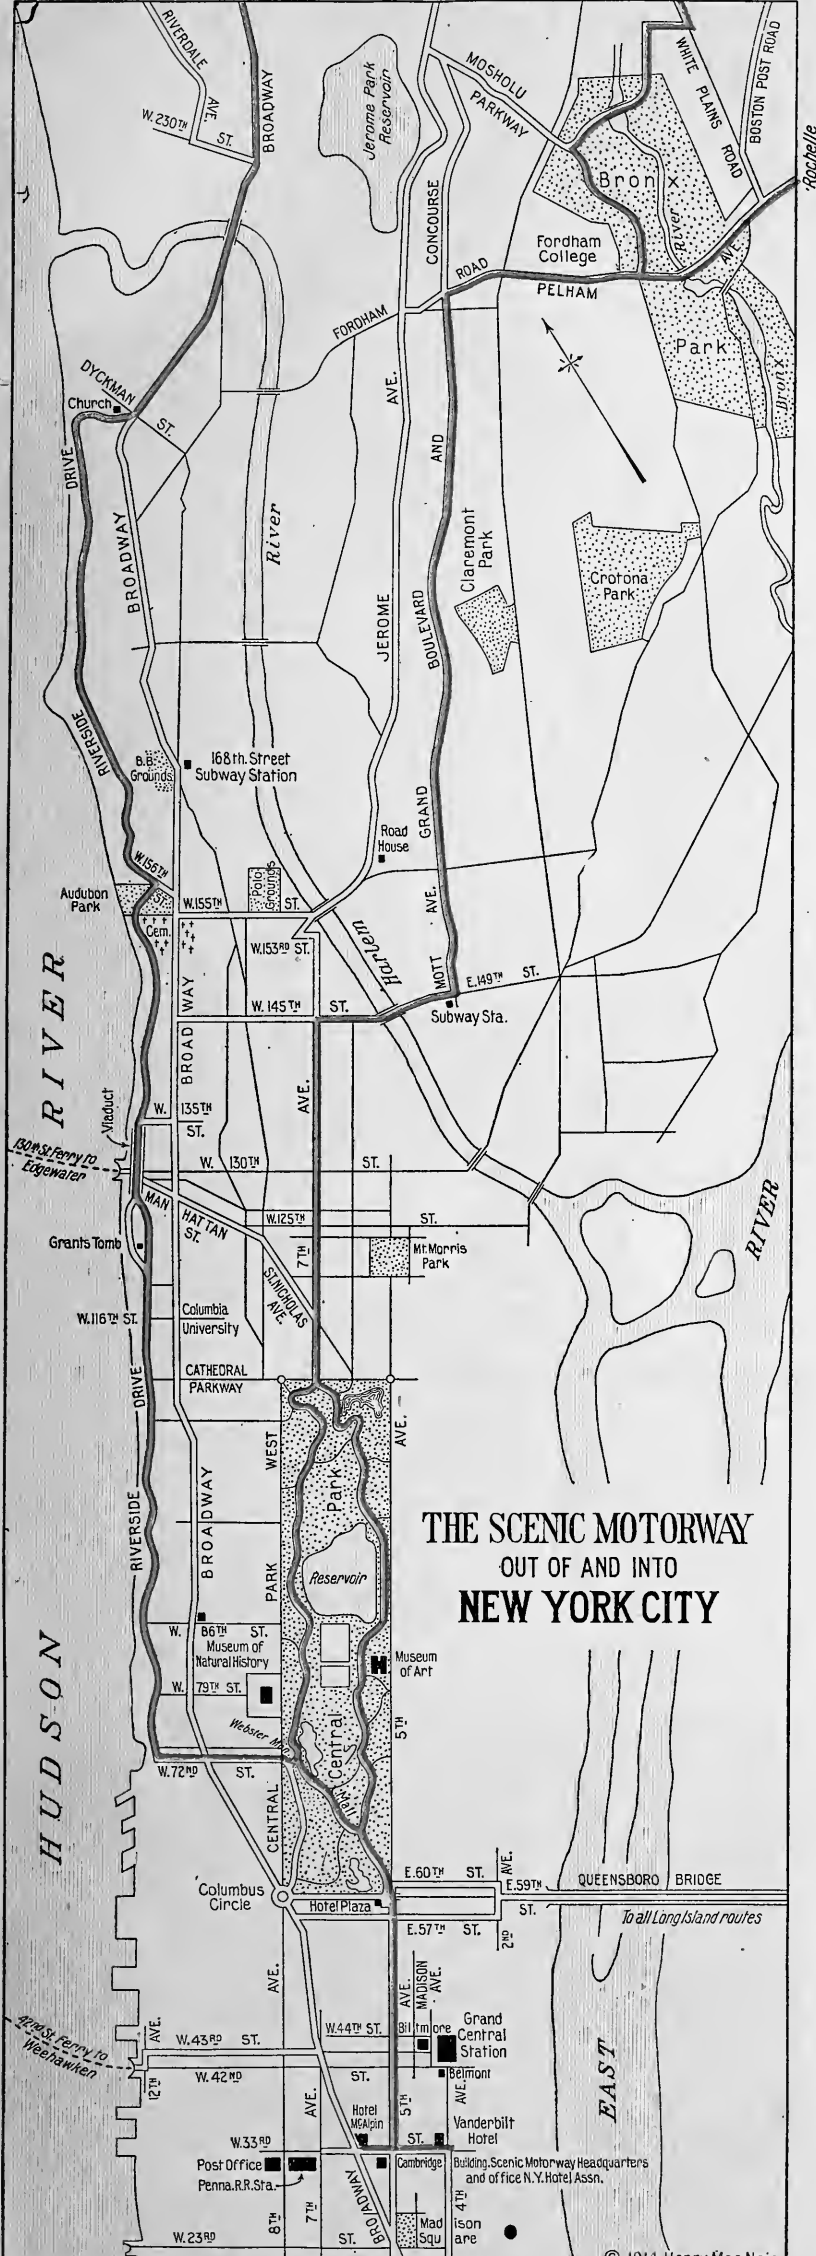 RIVERDALE
AVE.
BROADWAY
W. 230TH
ST.
Jerome Park
Reservoir
MOSHOLU
PARKWAY
WHITE PLAINS
ROAD
BOSTON POST ROAD
Rochelle
Bronx
River
AVE
CONCOURSE
Fordham
College
ROAD
PELHAM
FORDHAM
Park
Bronx
DYCKMAN
ST.
Church
DRIVE
AVE.
AND
BROADWAY
River
Claremont
Park
Crotona
Park
JEROME
BOULEVARD
RIVERSIDE
B.B.
Grounds
168th. Street
Subway Station
GRAND
Road
House
W.156TH
ST.
Audubon
Park
Polo
Grounds
W.155TH
ST.
Cem.
AVE.
W.153RD ST.
Harlem
MOTT
E.149TH
ST.
Subway Sta.
RIVER
BROADWAY
W. 145TH
ST.
Viaduct
W.
135TH
ST.
AVE.
130th St. Ferry to
Edgewater
W.
130TH
ST.
MANHATTAN
ST.
W.125TH
ST.
RIVER
Grants Tomb
7TH
Mt. Morris
Park
ST. NICHOLAS
AVE.
W.116TH ST.
Columbia
University
CATHEDRAL
PARKWAY
DRIVE
WEST
AVE.
Park
RIVERSIDE
BROADWAY
PARK
Reservoir
THE SCENIC MOTORWAY
OUT OF AND INTO
NEW YORK CITY
W.
86TH
ST.
Museum of
Natural History
Museum
of Art
W.
79TH
ST.
HUDSON
Webster Mon.
Central
5TH
W.72ND
ST.
Mall
CENTRAL
E.60TH
ST.
AVE.
E.59TH
ST.
QUEENSBORO BRIDGE
Columbus
Circle
Hotel Plaza
To all Long Island routes
E.57TH
ST.
2ND
AVE.
AVE.
MADISON
AVE.
42nd St. Ferry to
Weehawken
AVE.
12TH
W.43RD
ST.
W.44TH ST.
Biltmore
Grand
Central
Station
W.42ND
ST.
Belmont
EAST
AVE.
5TH
AVE.
Hotel
McAlpin
Vanderbilt
Hotel
W.33RD
ST.
Post Office
Penna.R.R.Sta.
Cambridge
Building. Scenic Motorway Headquarters
and office N.Y. Hotel Assn.
8TH
7TH
BROADWAY
4TH
Madison
Square
W.23RD
ST.